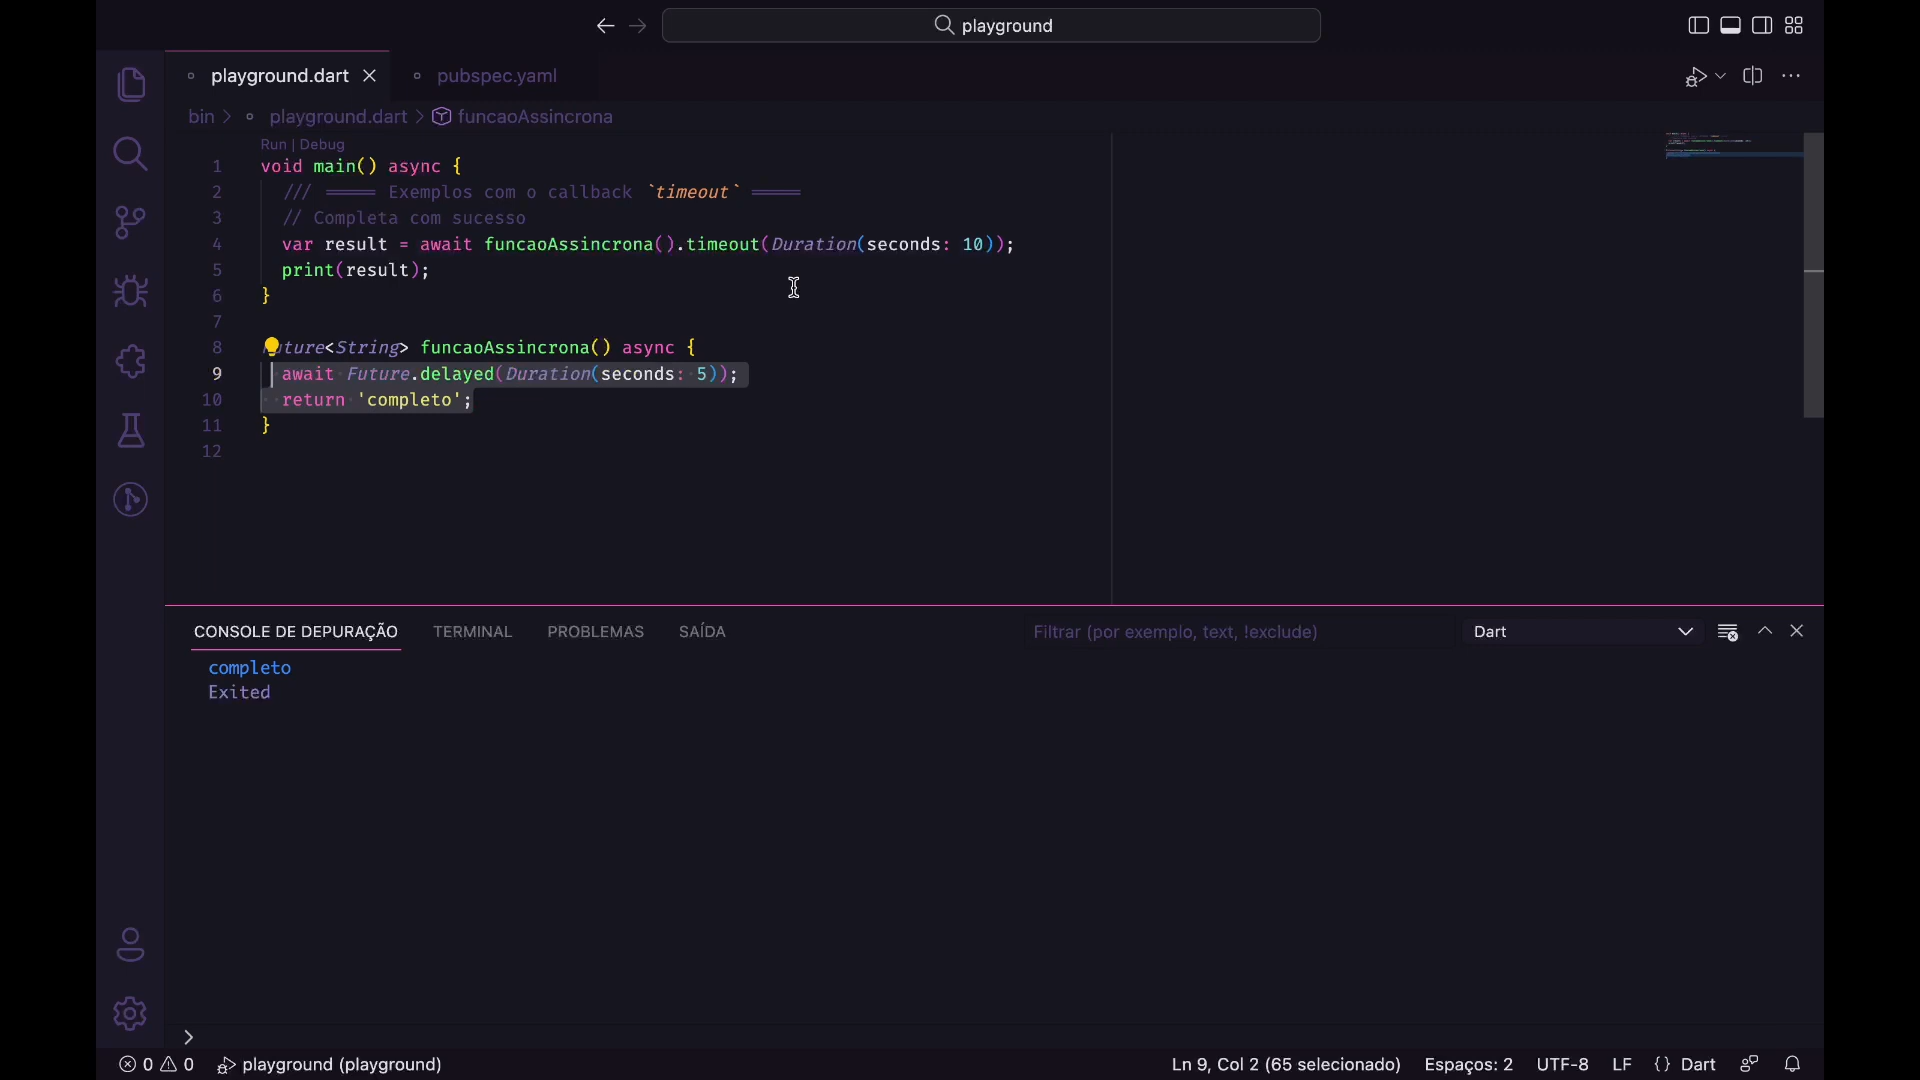 playground
playground.dart
pubspec.yaml
bin > playground.dart > funcaoAssincrona
Run | Debug
1 void main() async {
2 /// ===== Exemplos com o callback `timeout` =====
3 // Completa com sucesso
4 var result = await funcaoAssincrona().timeout(Duration(seconds: 10));
5 print(result);
6 }
7
8 Future<String> funcaoAssincrona() async {
9 await Future.delayed(Duration(seconds: 5));
10 return 'completo';
11 }
12
CONSOLE DE DEPURAÇÃO TERMINAL PROBLEMAS SAÍDA Filtrar (por exemplo, text, !exclude) Dart
completo
Exited
>
0 0 playground (playground) Ln 9, Col 2 (65 selecionado) Espaços: 2 UTF-8 LF {} Dart